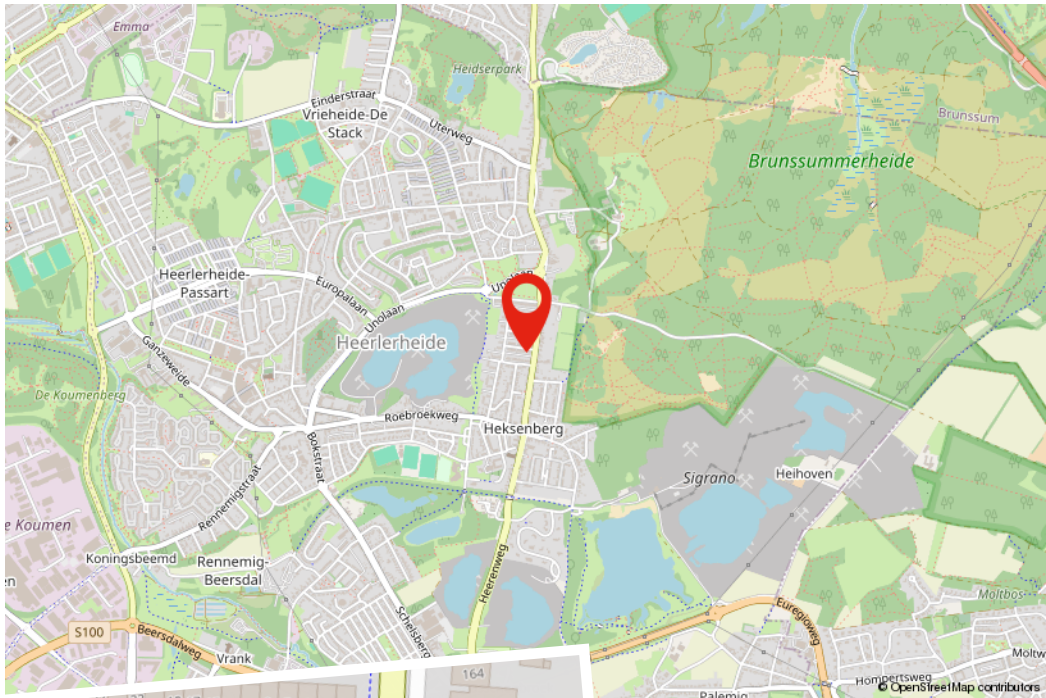 Emma
Heidserpark
Einderstraat
Vrieheide-De
Stack
Uterweg
Brunssum
Brunssummerheide
Heerlerheide-
Passart
Europalaan
Unolaan
Unolaan
Heerlerheide
Ganzeweide
De Koumenberg
Roebroekweg
Heksenberg
Bokstraat
Rennemigstraat
Sigrano
Heihoven
e Koumen
Koningsbeemd
Rennemig-
Beersdal
Heerenweg
Schelsberg
Euregioweg
Moltbos
S100
Beersdalweg
Vrank
164
Moltw
Hompertsweg
Palemig
© OpenStreetMap contributors